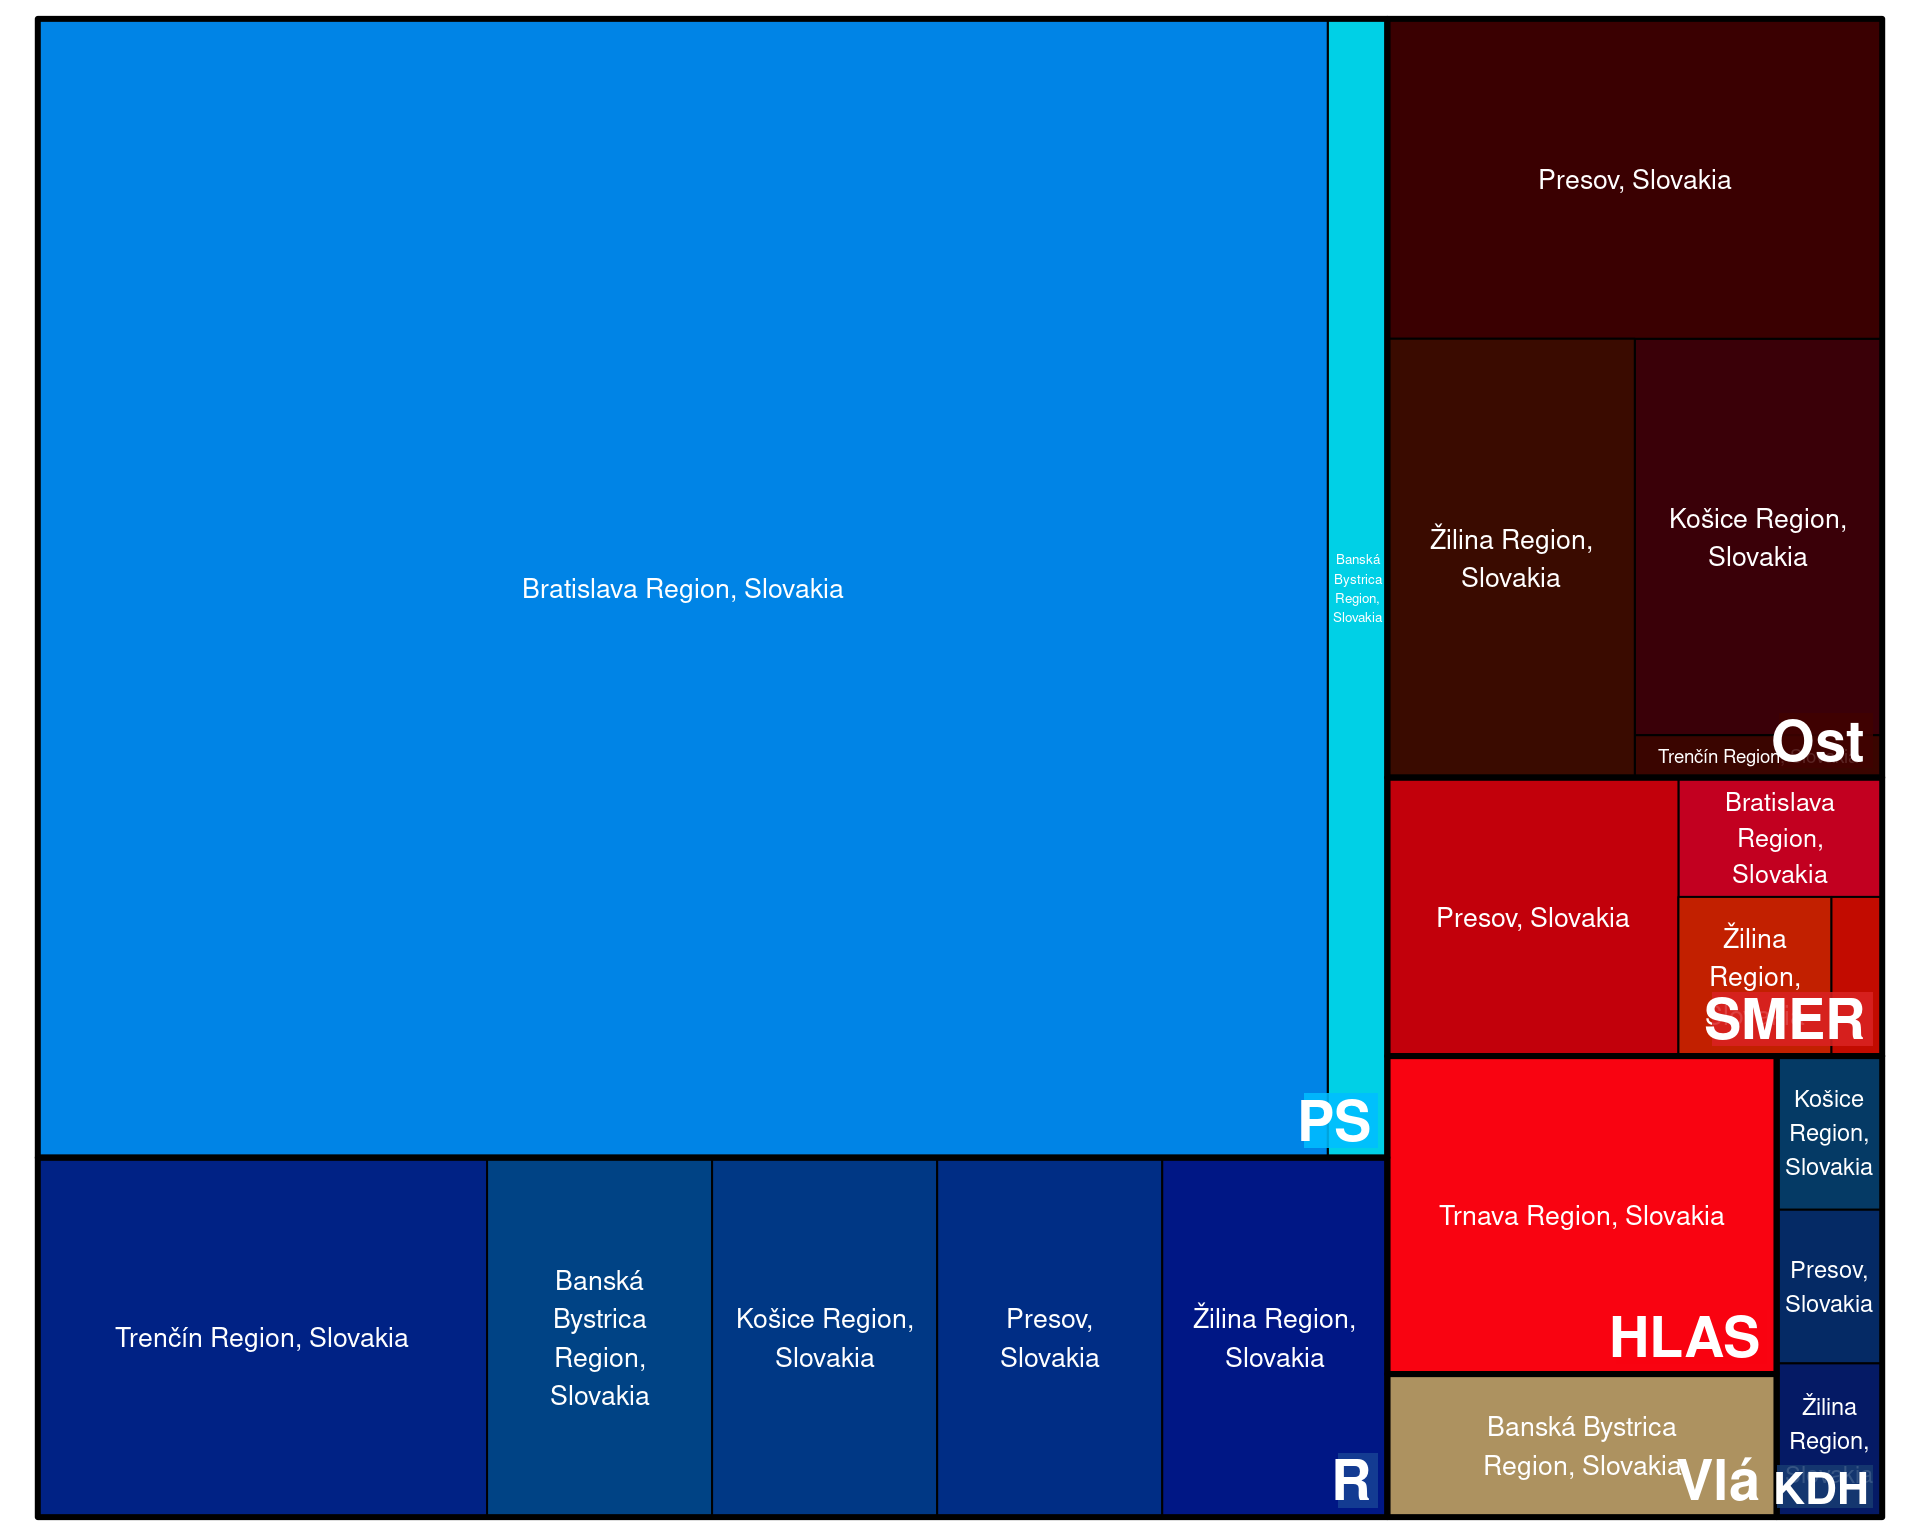 Bratislava Region, Slovakia
Banská
Bystrica
Region,
Slovakia
PS
Trenčín Region, Slovakia
Banská
Bystrica
Region,
Slovakia
Košice Region,
Slovakia
Presov,
Slovakia
Žilina Region,
Slovakia
R
Presov, Slovakia
Žilina Region,
Slovakia
Košice Region,
Slovakia
Trenčín Region
Ost
Presov, Slovakia
Bratislava
Region,
Slovakia
Žilina
Region,
SMER
Trnava Region, Slovakia
HLAS
Banská Bystrica
Region, Slovakia
Vlá
Košice
Region,
Slovakia
Presov,
Slovakia
Žilina
Region,
KDH